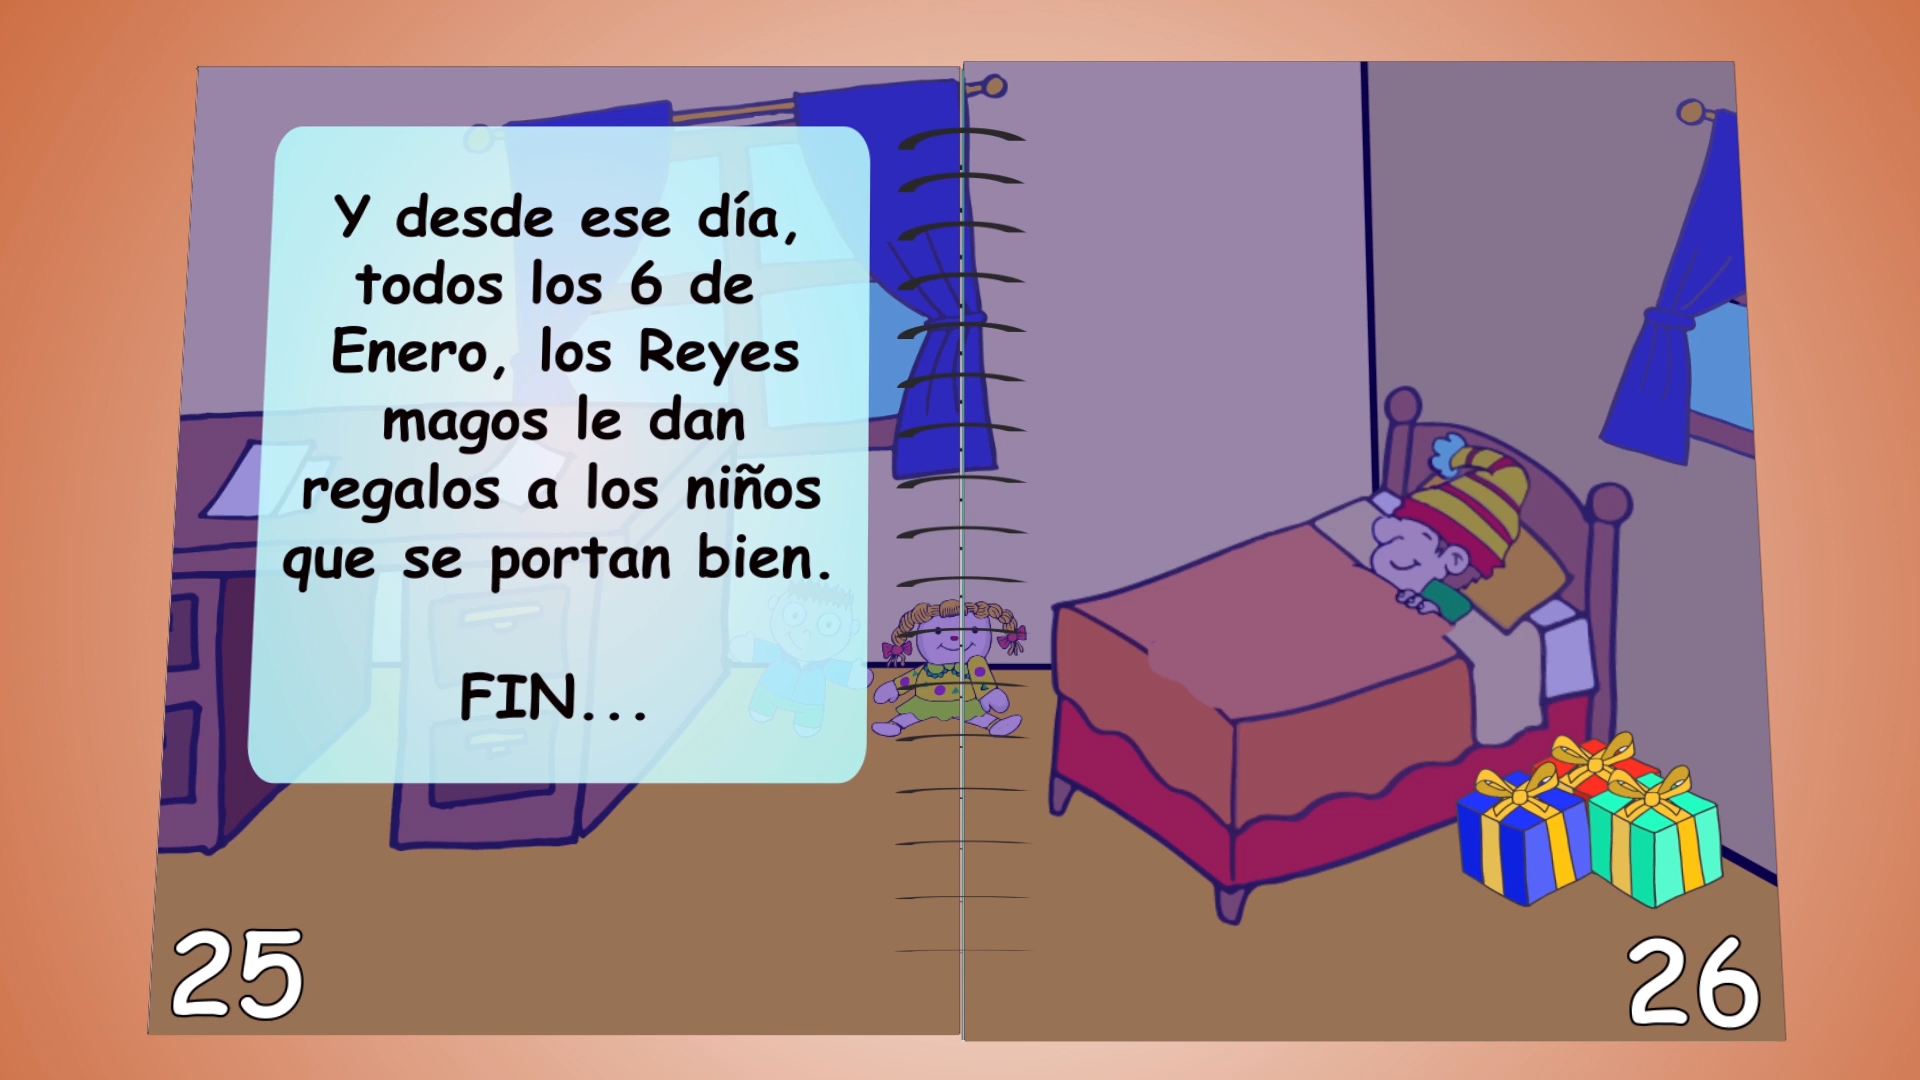 Y desde ese día,
todos los 6 de
Enero, los Reyes
magos le dan
regalos a los niños
que se portan bien.
FIN...
25
26